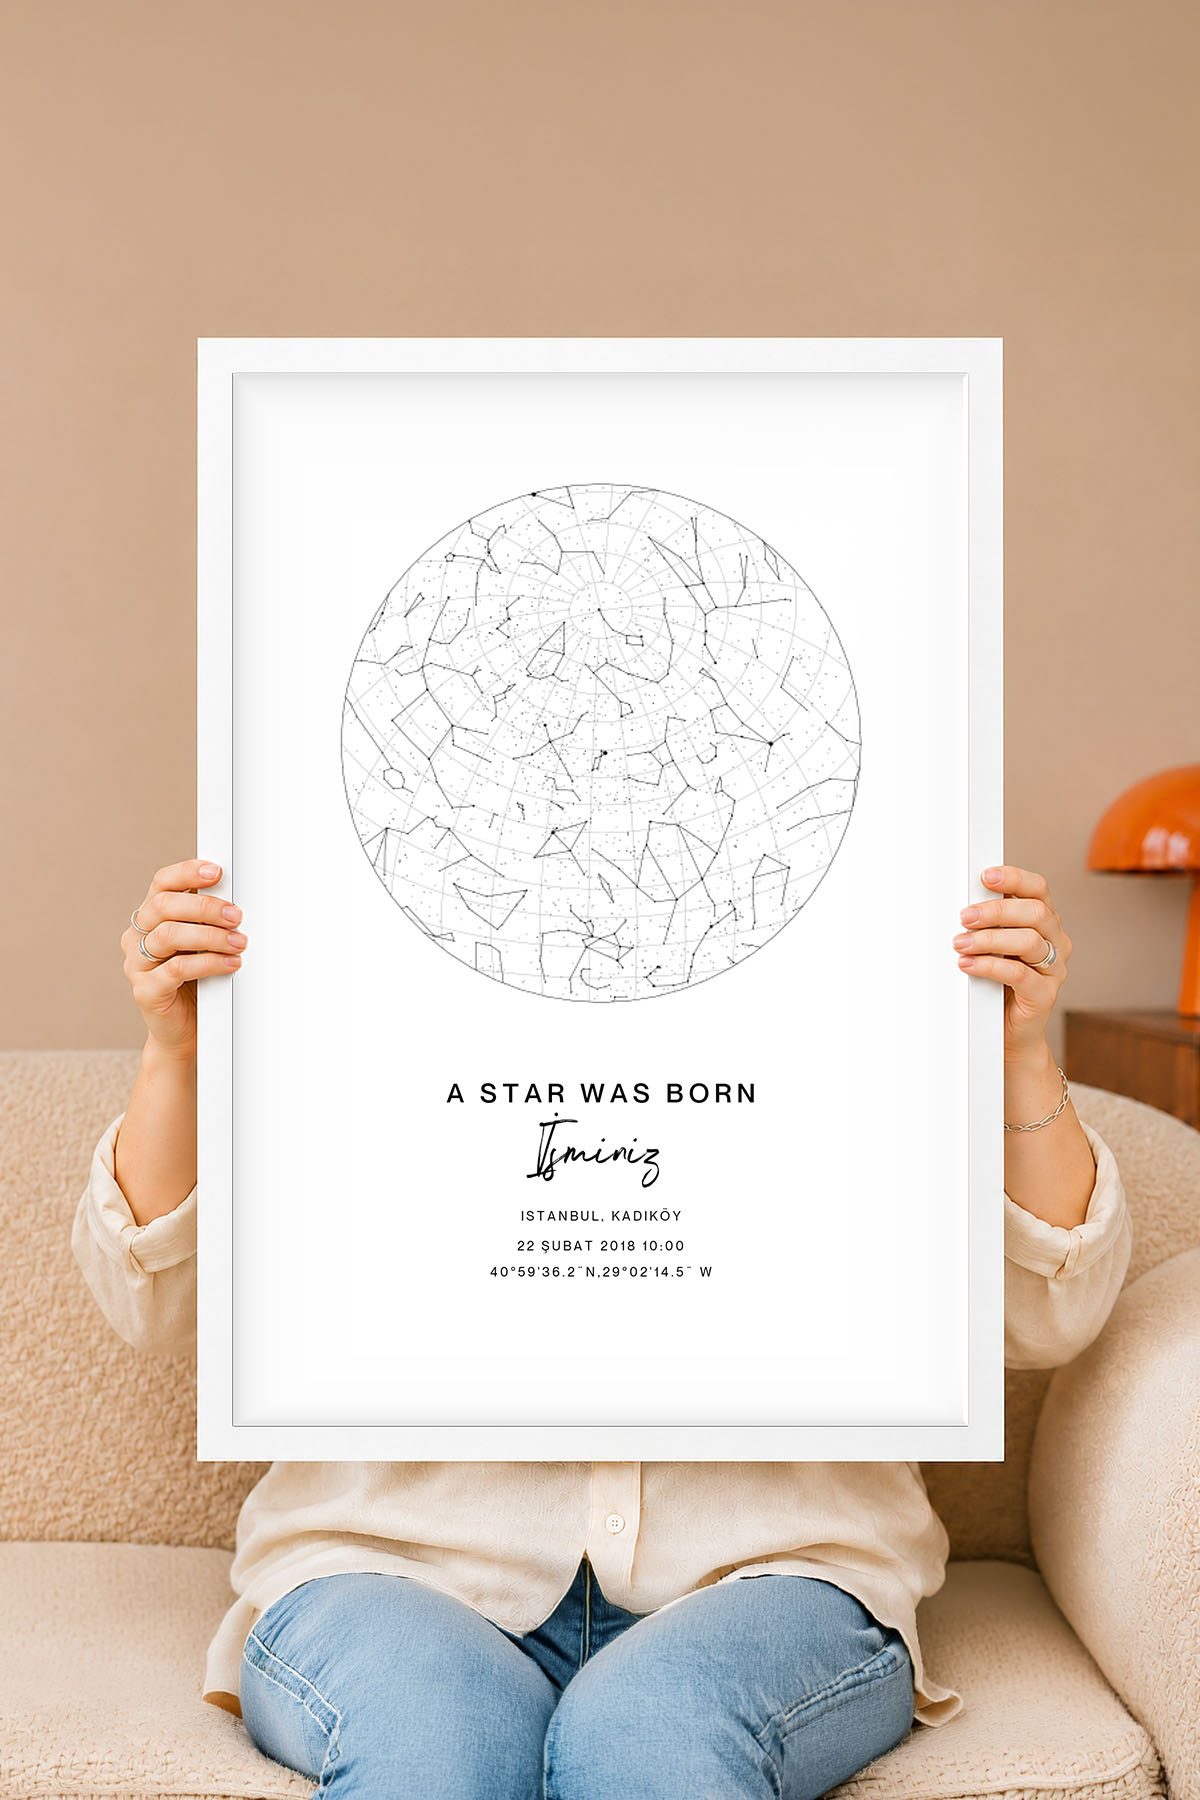 A STAR WAS BORN
İsminiz
ISTANBUL, KADIKÖY
22 ŞUBAT 2018 10:00
40°59'36.2¨N,29°02'14.5¨ W